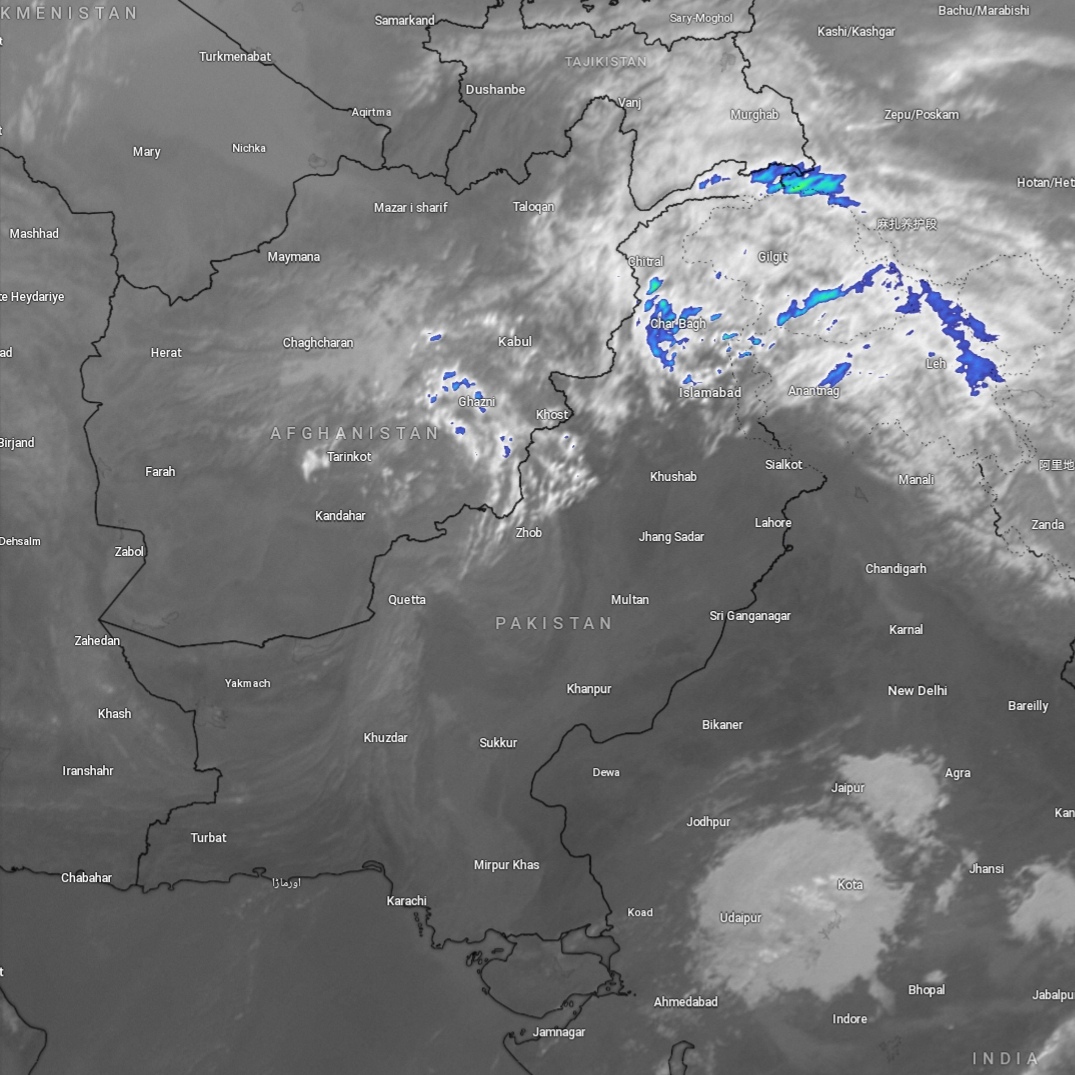 KMENISTAN
Samarkand
Sary-Moghol
Bachu/Marabishi
Kashi/Kashgar
t
Turkmenabat
TAJIKISTAN
Dushanbe
Vanj
Aqirtma
Murghab
Zepu/Poskam
t
Mary
Nichka
Hotan/Het
Mazar i sharif
Taloqan
麻扎养护段
Mashhad
Maymana
Chitral
Gilgit
te Heydariye
Char Bagh
Chaghcharan
Kabul
ad
Herat
Leh
Islamabad
Anantnag
Ghazni
Khost
AFGHANISTAN
Birjand
Tarinkot
Sialkot
阿里地
Farah
Khushab
Manali
Kandahar
Lahore
Zanda
Zhob
Jhang Sadar
Dehsalm
Zabol
Chandigarh
Quetta
Multan
Sri Ganganagar
PAKISTAN
Karnal
Zahedan
Yakmach
Khanpur
New Delhi
Khash
Bareilly
Bikaner
Khuzdar
Sukkur
Iranshahr
Dewa
Agra
Jaipur
Kan
Jodhpur
Turbat
Mirpur Khas
Jhansi
Chabahar
اورماڑا
Kota
Karachi
Koad
Udaipur
t
Bhopal
Jabalpu
Ahmedabad
Indore
Jamnagar
INDIA